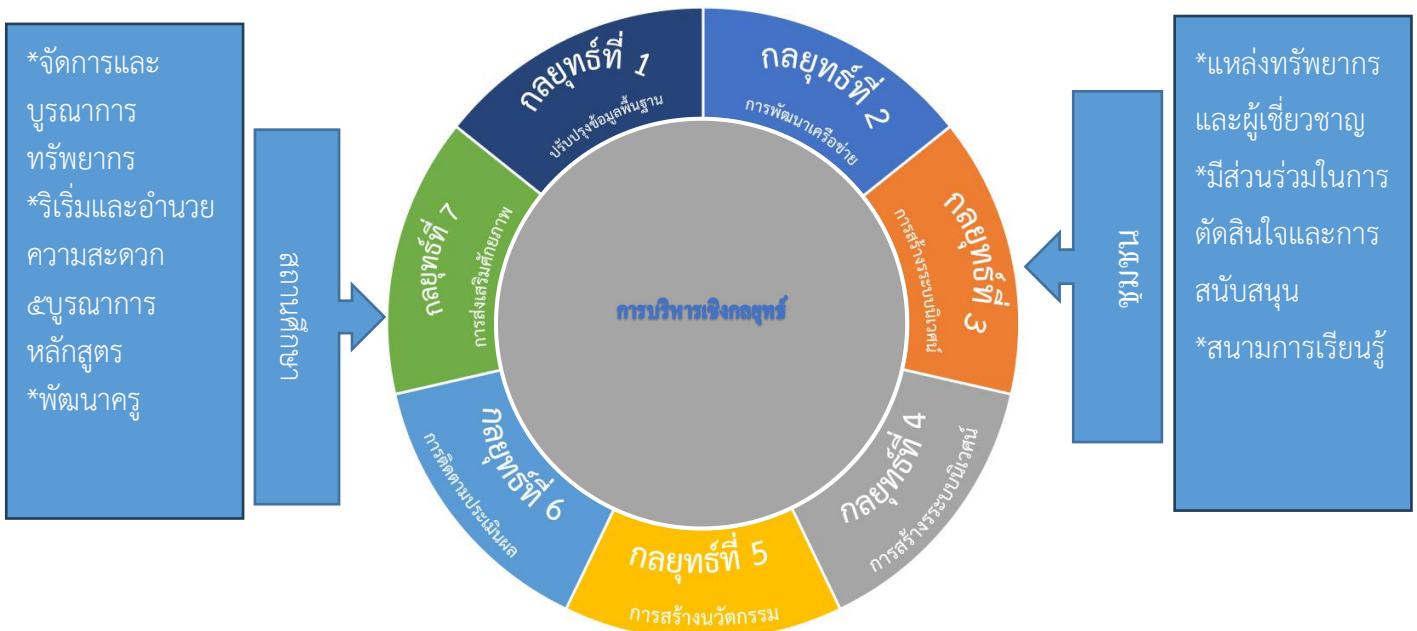 *จัดการและ
บูรณาการ
ทรัพยากร
*ริเริ่มและอำนวย
ความสะดวก
๕บูรณาการ
หลักสูตร
*พัฒนาครู
สถานศึกษา
กลยุทธ์ที่ 1
ปรับปรุงข้อมูลพื้นฐาน
กลยุทธ์ที่ 2
การพัฒนาเครือข่าย
กลยุทธ์ที่ 3
การสร้างระบบนิเวศน์
กลยุทธ์ที่ 4
การสร้างระบบนิเวศน์
กลยุทธ์ที่ 5
การสร้างนวัตกรรม
กลยุทธ์ที่ 6
การติดตามประเมินผล
กลยุทธ์ที่ 7
การส่งเสริมศักยภาพ
การบริหารเชิงกลยุทธ์
ชุมชน
*แหล่งทรัพยากร
และผู้เชี่ยวชาญ
*มีส่วนร่วมในการ
ตัดสินใจและการ
สนับสนุน
*สนามการเรียนรู้